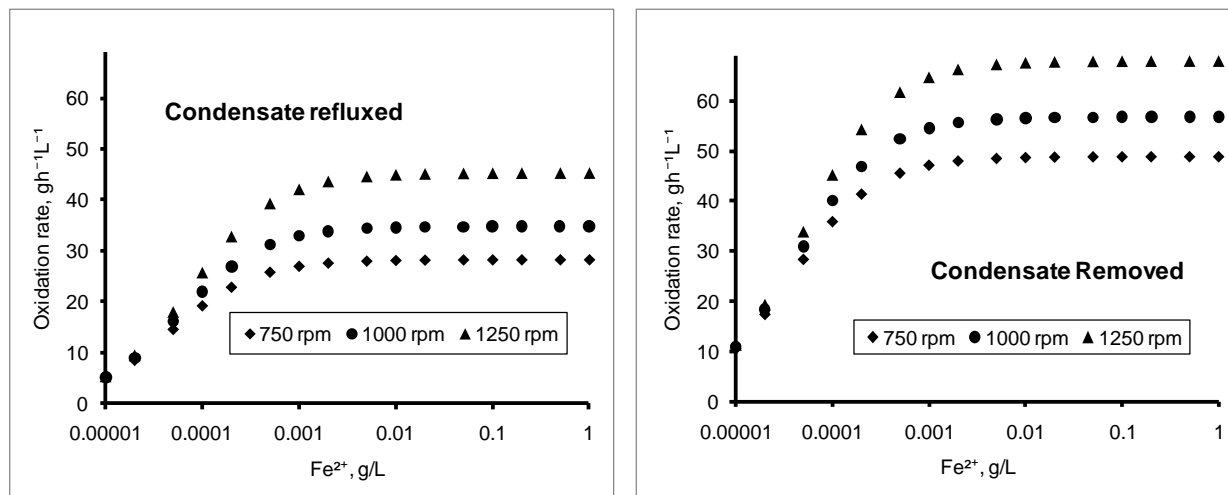 Condensate refluxed
Oxidation rate, gh⁻¹L⁻¹
60
50
40
30
20
10
0
750 rpm 1000 rpm 1250 rpm
0.00001 0.0001 0.001 0.01 0.1 1
Fe²⁺, g/L
Oxidation rate, gh⁻¹L⁻¹
60
50
40
30
20
10
0
Condensate Removed
750 rpm 1000 rpm 1250 rpm
0.00001 0.0001 0.001 0.01 0.1 1
Fe²⁺, g/L